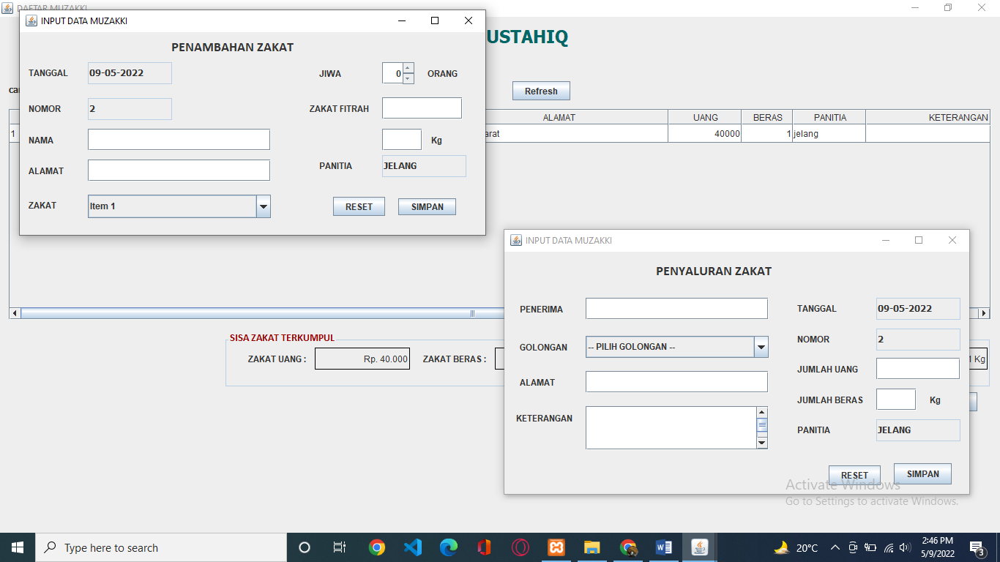 DAFTAR MUZAKKI
INPUT DATA MUZAKKI
PENAMBAHAN ZAKAT
TANGGAL 09-05-2022 JIWA 0 ORANG
NOMOR 2 ZAKAT FITRAH
NAMA Kg
ALAMAT PANITIA JELANG
ZAKAT Item 1 RESET SIMPAN
USTAHIQ
Refresh
ALAMAT UANG BERAS PANITIA KETERANGAN
1 arat 40000 1 jelang
SISA ZAKAT TERKUMPUL
ZAKAT UANG : Rp. 40.000 ZAKAT BERAS : Kg
INPUT DATA MUZAKKI
PENYALURAN ZAKAT
PENERIMA TANGGAL 09-05-2022
GOLONGAN -- PILIH GOLONGAN -- NOMOR 2
ALAMAT JUMLAH UANG
KETERANGAN JUMLAH BERAS Kg
PANITIA JELANG
RESET SIMPAN
Activate Windows
Go to Settings to activate Windows.
Type here to search
20°C
2:46 PM
5/9/2022
3